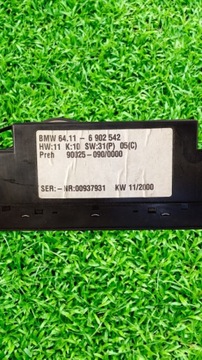 BMW 64.11 - 6 902 542
HW:11 K:10 SW:31(P) 05(C)
Preh 90025-090/0000
SER:-NR:00937931 KW 11/2000